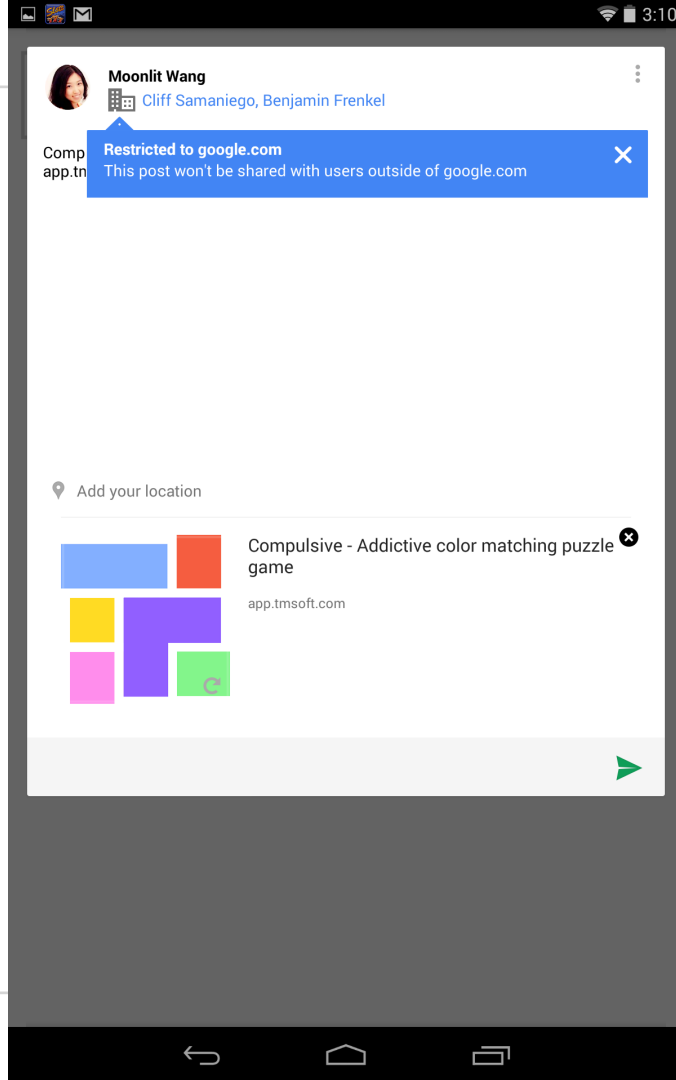 3:10
Moonlit Wang
Cliff Samaniego, Benjamin Frenkel
Restricted to google.com
This post won't be shared with users outside of google.com
Comp
app.tn
Add your location
Compulsive - Addictive color matching puzzle
game
app.tmsoft.com